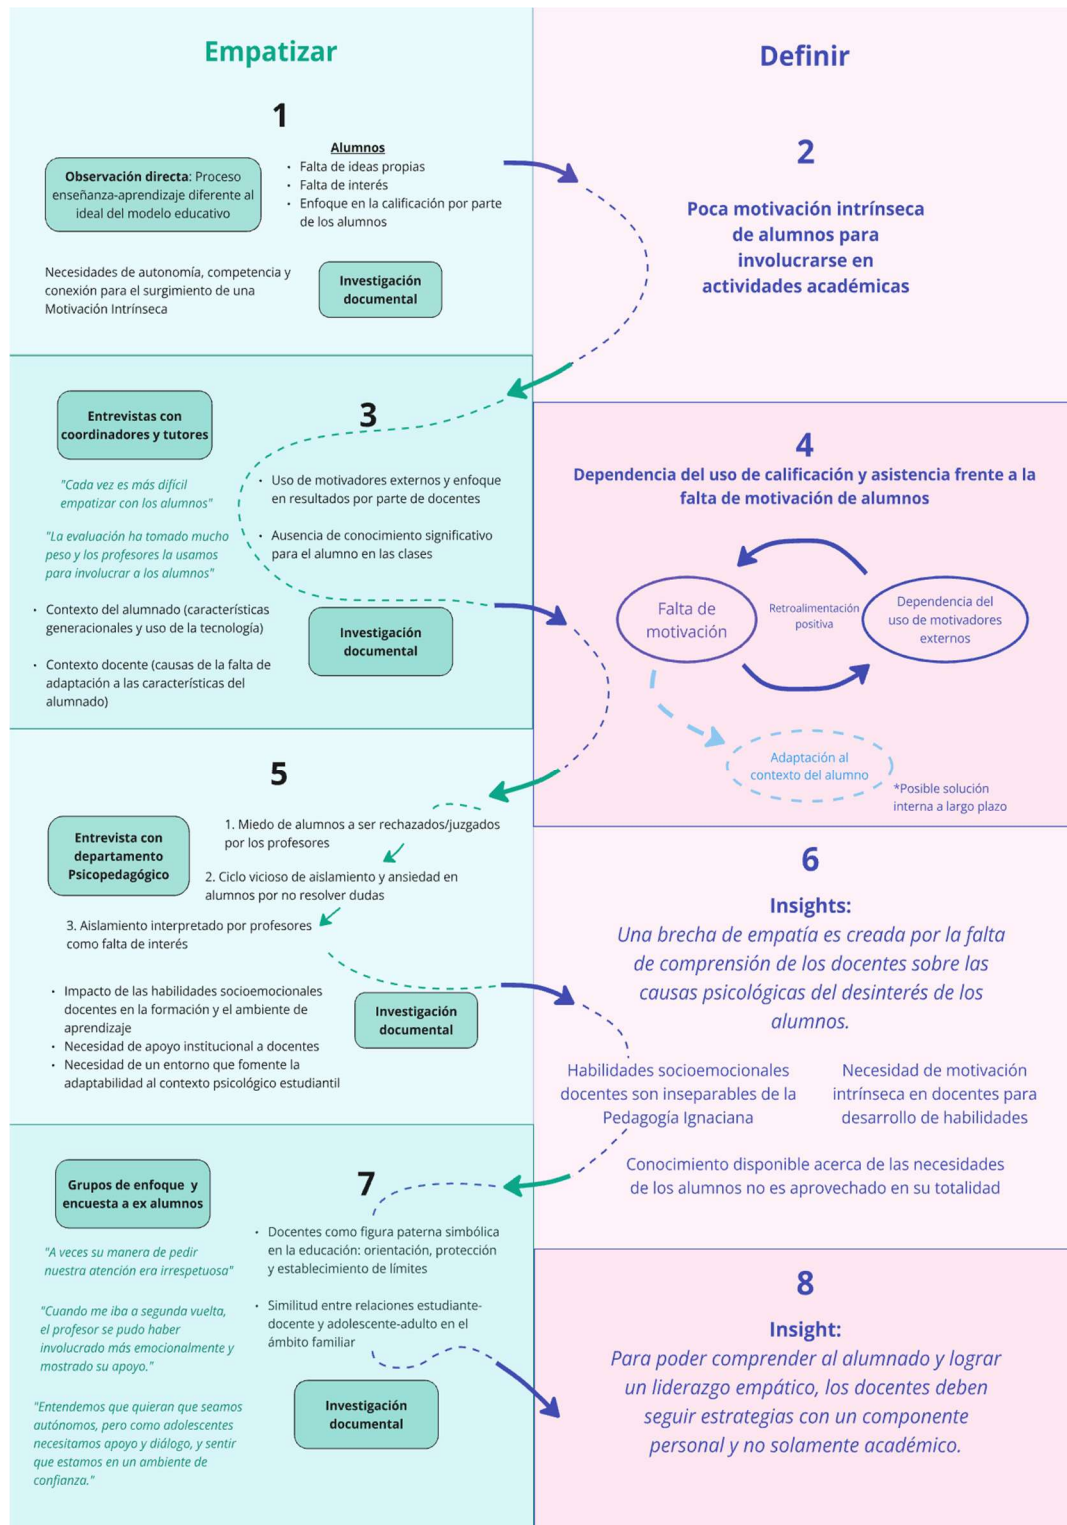 Empatizar
Definir
1
Observación directa: Proceso
enseñanza-aprendizaje diferente al
ideal del modelo educativo
Alumnos
· Falta de ideas propias
· Falta de interés
· Enfoque en la calificación por parte
de los alumnos
Necesidades de autonomía, competencia y
conexión para el surgimiento de una
Motivación Intrínseca
Investigación
documental
2
Poca motivación intrínseca
de alumnos para
involucrarse en
actividades académicas
3
Entrevistas con
coordinadores y tutores
"Cada vez es más difícil
empatizar con los alumnos"
"La evaluación ha tomado mucho
peso y los profesores la usamos
para involucrar a los alumnos"
· Uso de motivadores externos y enfoque
en resultados por parte de docentes
· Ausencia de conocimiento significativo
para el alumno en las clases
· Contexto del alumnado (características
generacionales y uso de la tecnología)
· Contexto docente (causas de la falta de
adaptación a las características del
alumnado)
Investigación
documental
4
Dependencia del uso de calificación y asistencia frente a la
falta de motivación de alumnos
Falta de
motivación
Retroalimentación
positiva
Dependencia del
uso de motivadores
externos
Adaptación al
contexto del alumno
*Posible solución
interna a largo plazo
5
Entrevista con
departamento
Psicopedagógico
1. Miedo de alumnos a ser rechazados/juzgados
por los profesores
2. Ciclo vicioso de aislamiento y ansiedad en
alumnos por no resolver dudas
3. Aislamiento interpretado por profesores
como falta de interés
· Impacto de las habilidades socioemocionales
docentes en la formación y el ambiente de
aprendizaje
· Necesidad de apoyo institucional a docentes
· Necesidad de un entorno que fomente la
adaptabilidad al contexto psicológico estudiantil
Investigación
documental
6
Insights:
Una brecha de empatía es creada por la falta
de comprensión de los docentes sobre las
causas psicológicas del desinterés de los
alumnos.
Habilidades socioemocionales
docentes son inseparables de la
Pedagogía Ignaciana
Necesidad de motivación
intrínseca en docentes para
desarrollo de habilidades
Conocimiento disponible acerca de las necesidades
de los alumnos no es aprovechado en su totalidad
7
Grupos de enfoque y
encuesta a ex alumnos
"A veces su manera de pedir
nuestra atención era irrespetuosa"
"Cuando me iba a segunda vuelta,
el profesor se pudo haber
involucrado más emocionalmente y
mostrado su apoyo."
"Entendemos que quieran que seamos
autónomos, pero como adolescentes
necesitamos apoyo y diálogo, y sentir
que estamos en un ambiente de
confianza."
· Docentes como figura paterna simbólica
en la educación: orientación, protección
y establecimiento de límites
· Similitud entre relaciones estudiante-
docente y adolescente-adulto en el
ámbito familiar
Investigación
documental
8
Insight:
Para poder comprender al alumnado y lograr
un liderazgo empático, los docentes deben
seguir estrategias con un componente
personal y no solamente académico.